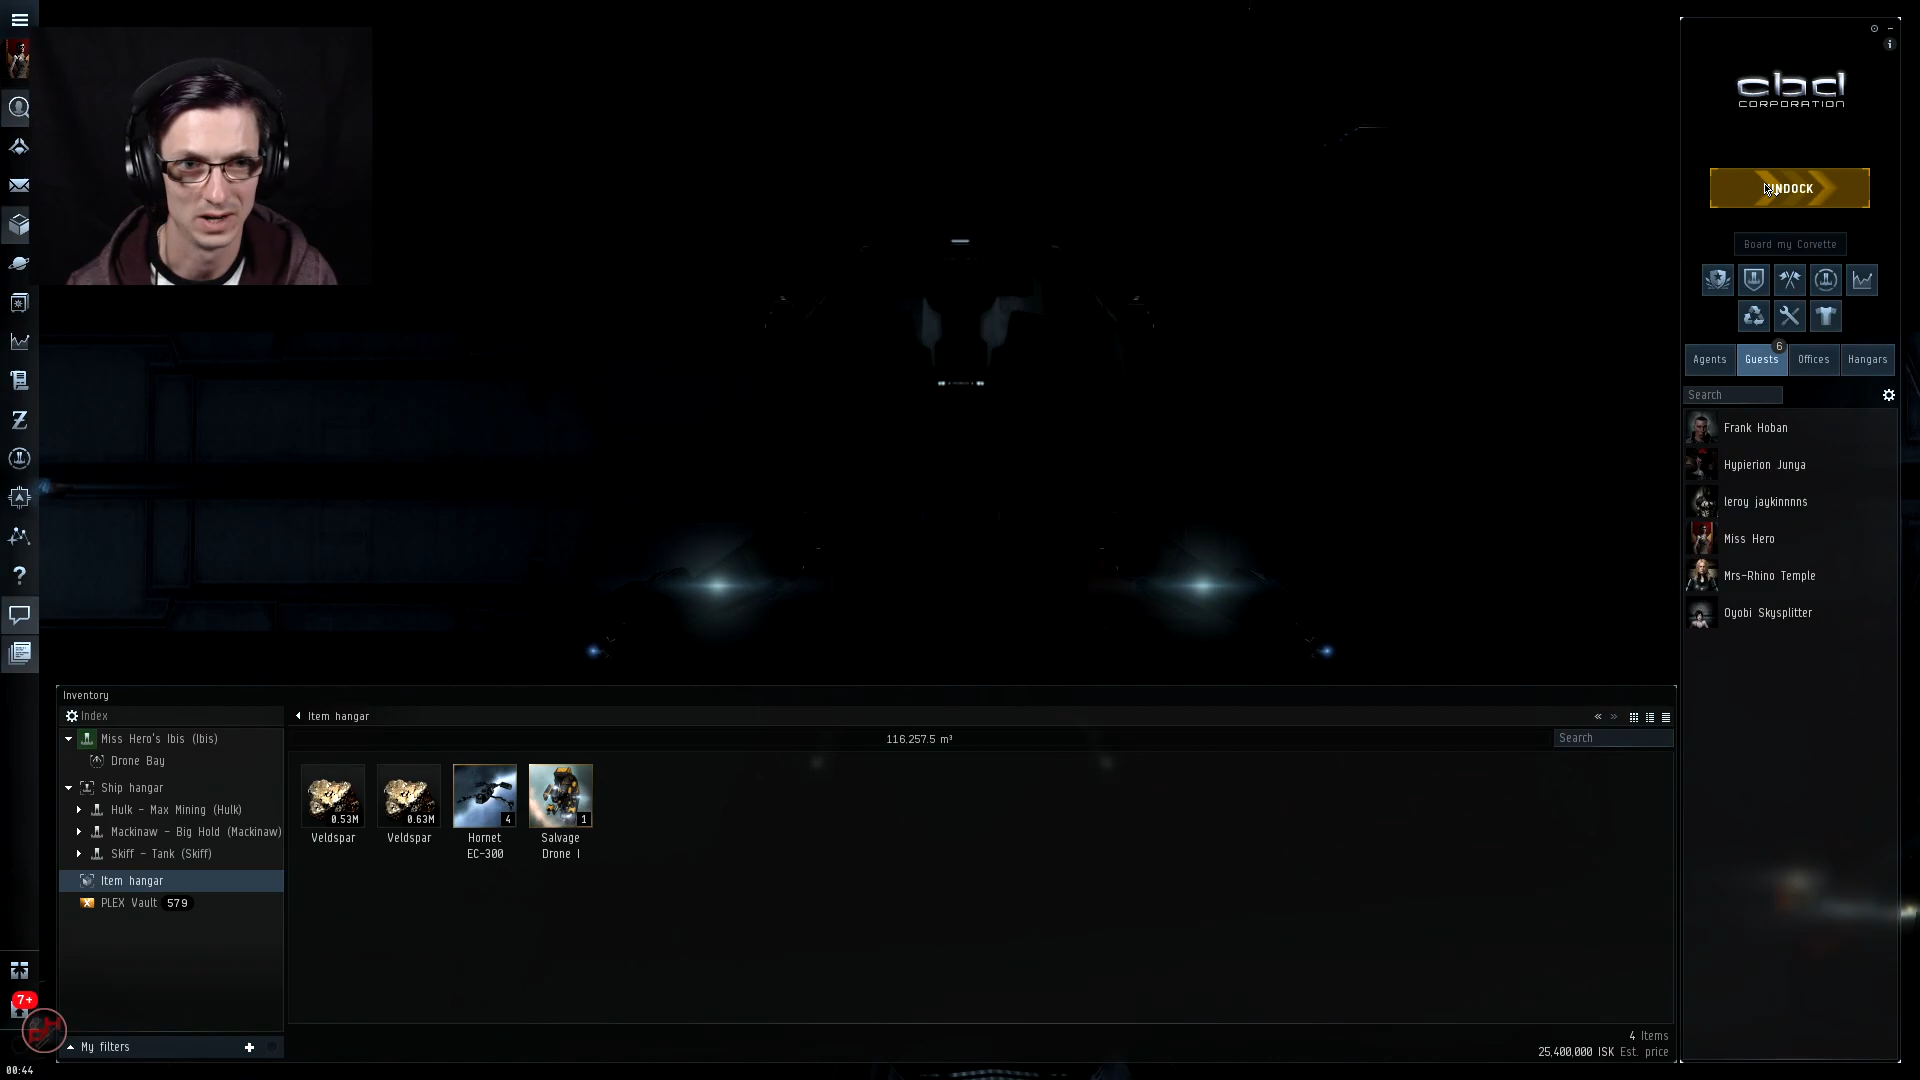 cbd
CORPORATION
UNDOCK
Board my Corvette
Agents
Guests
6
Offices
Hangars
Search
Frank Hoban
Hypierion Junya
leroy jaykinnnns
Miss Hero
Mrs-Rhino Temple
Oyobi Skysplitter
Inventory
Index
Miss Hero's Ibis (Ibis)
Drone Bay
Ship hangar
Hulk - Max Mining (Hulk)
Mackinaw - Big Hold (Mackinaw)
Skiff - Tank (Skiff)
Item hangar
PLEX Vault 579
My filters
Item hangar
116,257.5 m³
Search
0.53M
Veldspar
0.63M
Veldspar
4
Hornet
EC-300
1
Salvage
Drone I
4 Items
25,400,000 ISK Est. price
7+
00:44